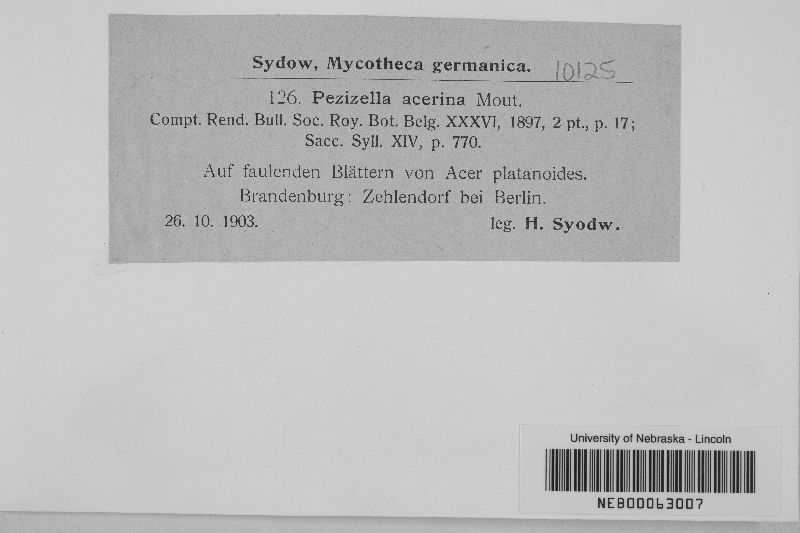 Sydow, Mycotheca germanica. 10125
126. Pezizella acerina Mout.
Compt. Rend. Bull. Soc. Roy. Bot. Belg. XXXVI, 1897, 2 pt., p. 17;
Sacc. Syll. XIV, p. 770.
Auf faulenden Blättern von Acer platanoides.
Brandenburg: Zehlendorf bei Berlin.
26. 10. 1903. leg. H. Syodw.
University of Nebraska - Lincoln
NEB00063007